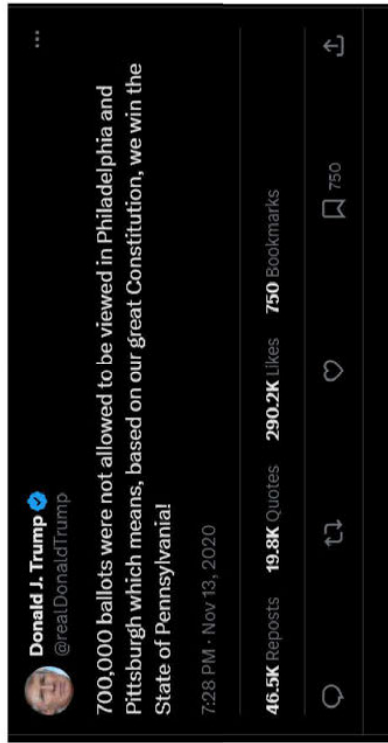 Donald J. Trump
@realDonaldTrump
700,000 ballots were not allowed to be viewed in Philadelphia and
Pittsburgh which means, based on our great Constitution, we win the
State of Pennsylvania!
7:28 PM · Nov 13, 2020
46.5K Reposts 19.8K Quotes 290.2K Likes 750 Bookmarks
750